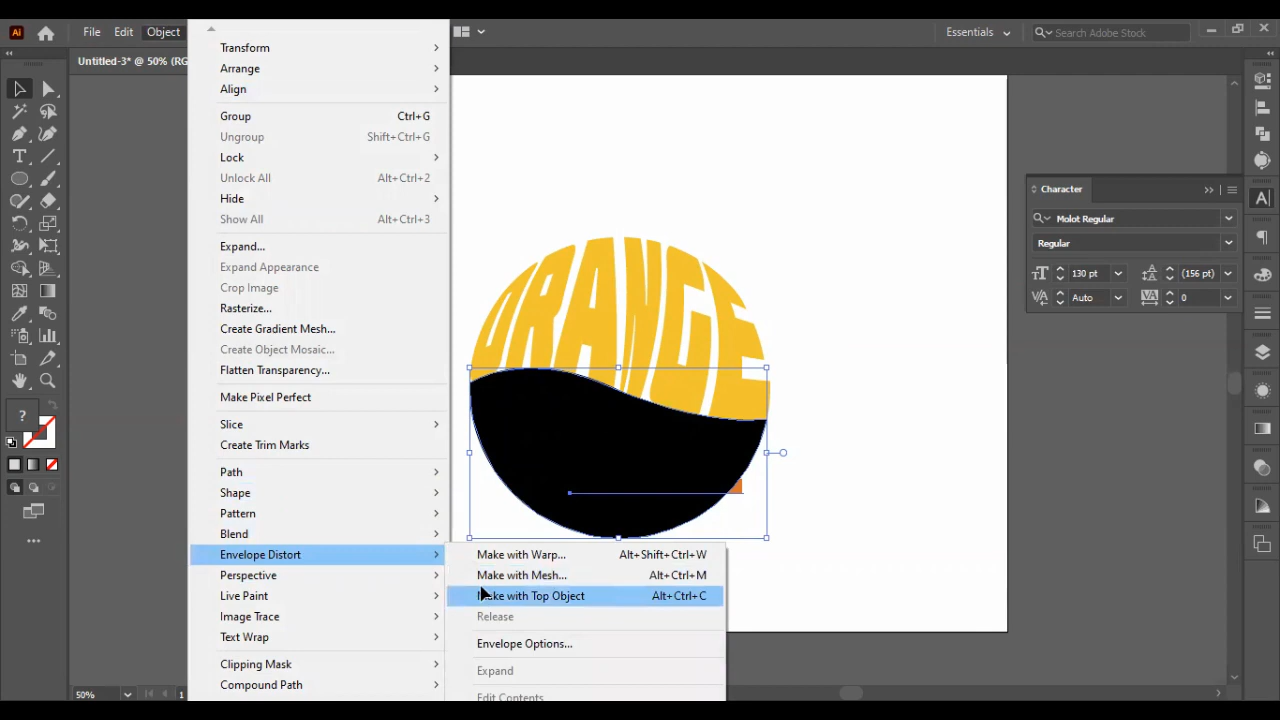 Ai File Edit Object Essentials Search Adobe Stock
Untitled-3* @ 50% (RG
Transform
Arrange
Align
Group Ctrl+G
Ungroup Shift+Ctrl+G
Lock
Unlock All Alt+Ctrl+2
Hide
Show All Alt+Ctrl+3
Expand...
Expand Appearance
Crop Image
Rasterize...
Create Gradient Mesh...
Create Object Mosaic...
Flatten Transparency...
Make Pixel Perfect
Slice
Create Trim Marks
Path
Shape
Pattern
Blend
Envelope Distort
Perspective
Live Paint
Image Trace
Text Wrap
Clipping Mask
Compound Path
Make with Warp... Alt+Shift+Ctrl+W
Make with Mesh... Alt+Ctrl+M
Make with Top Object Alt+Ctrl+C
Release
Envelope Options...
Expand
Edit Contents
ORANGE
Character
Molot Regular
Regular
130 pt (156 pt)
Auto 0
?
50% 1